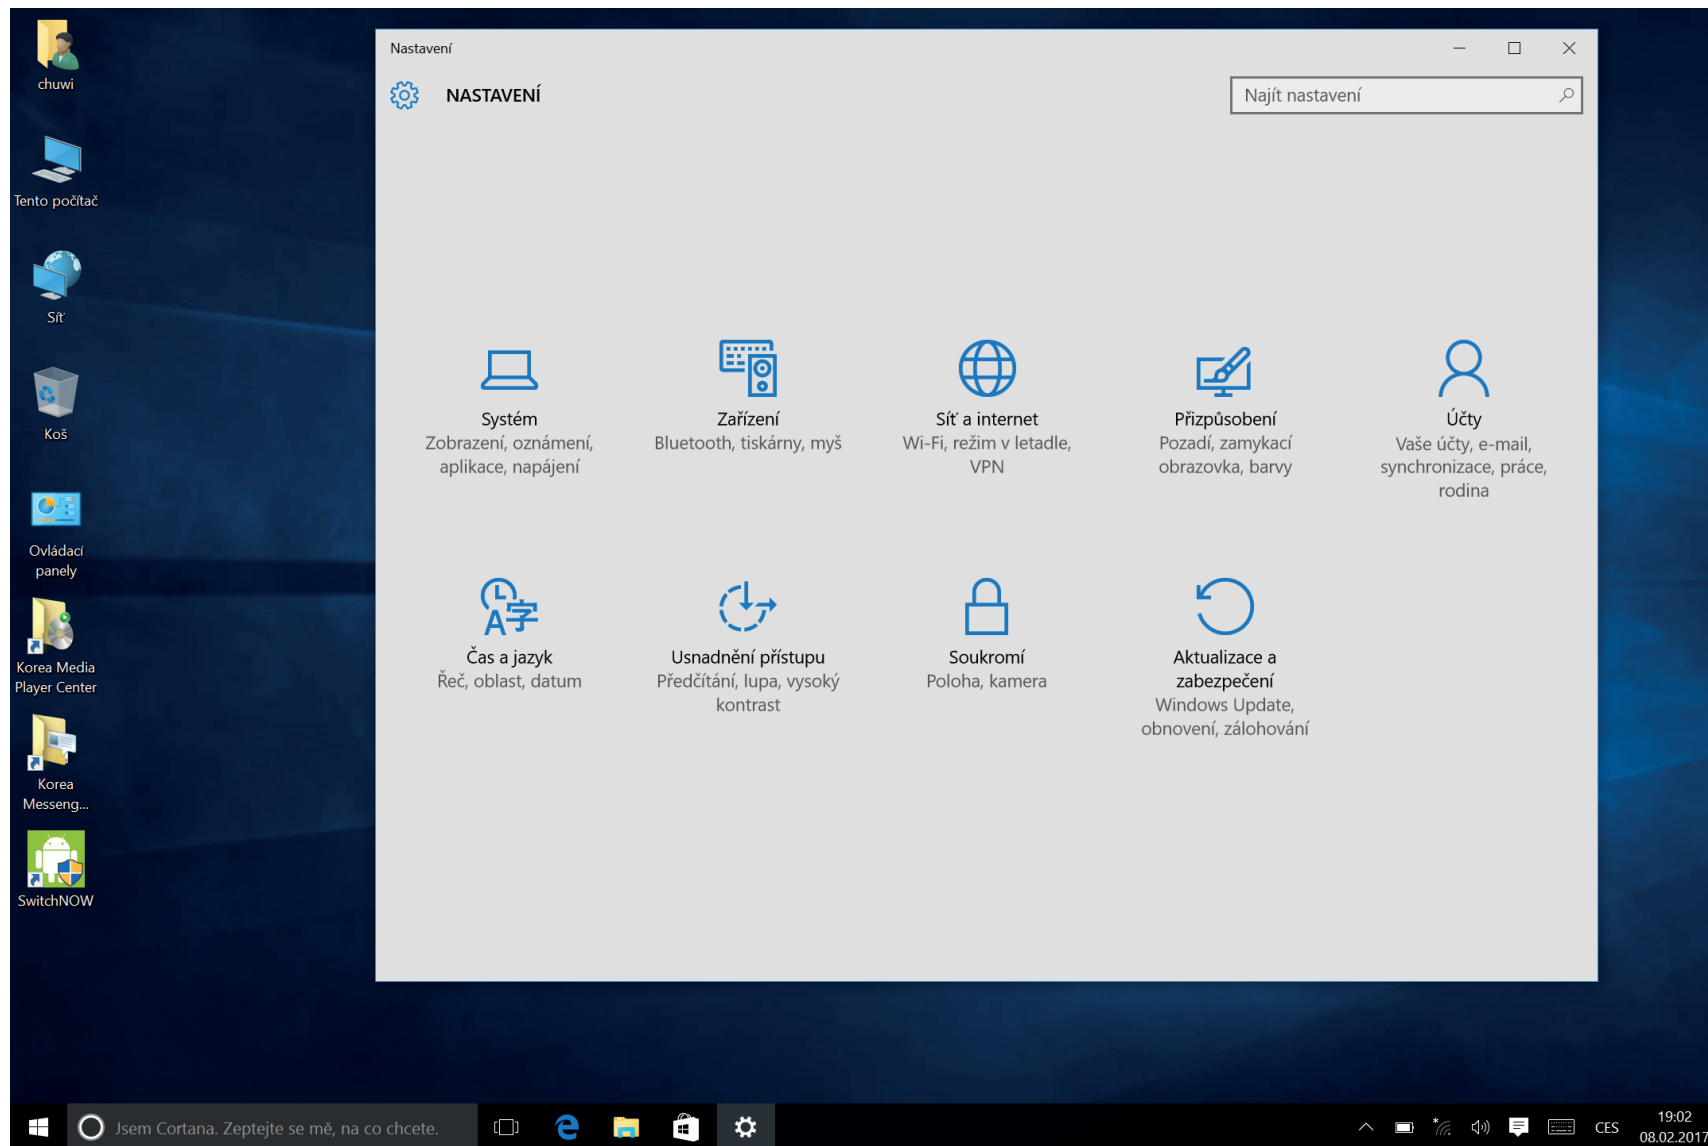 chuwi
Tento počítač
Síť
Koš
Ovládací
panely
Korea Media
Player Center
Korea
Messeng...
SwitchNOW
Nastavení
NASTAVENÍ
Najít nastavení
Systém
Zobrazení, oznámení,
aplikace, napájení
Zařízení
Bluetooth, tiskárny, myš
Síť a internet
Wi-Fi, režim v letadle,
VPN
Přizpůsobení
Pozadí, zamykací
obrazovka, barvy
Účty
Vaše účty, e-mail,
synchronizace, práce,
rodina
Čas a jazyk
Řeč, oblast, datum
Usnadnění přístupu
Předčítání, lupa, vysoký
kontrast
Soukromí
Poloha, kamera
Aktualizace a
zabezpečení
Windows Update,
obnovení, zálohování
Jsem Cortana. Zeptejte se mě, na co chcete.
CES
19:02
08.02.2017